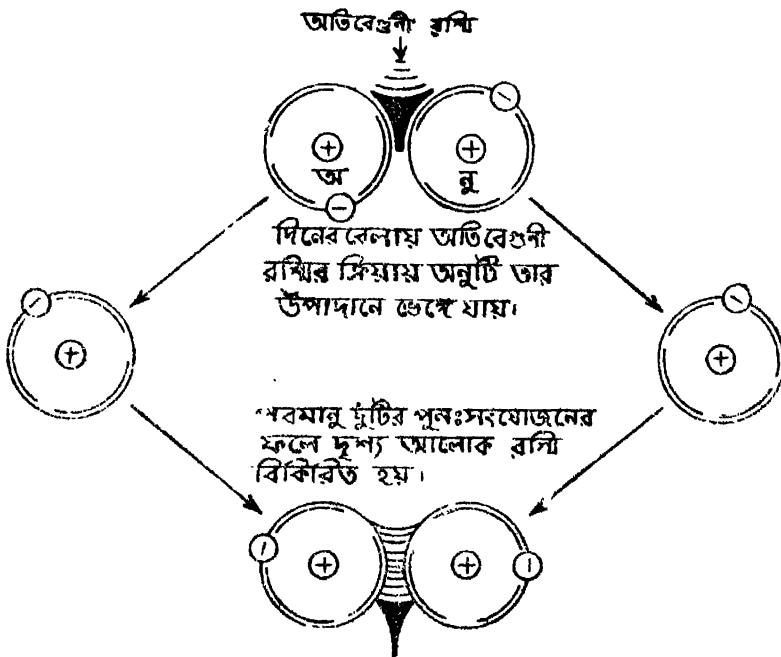 অতিবেগুনী রশ্মি
অ নু
দিনের বেলায় অতিবেগুনী
রশ্মির ক্রিয়ায় অনুটি তার
উপাদানে ভেঙ্গে যায়।
পরমানু দুটির পুনঃসংযোজনের
ফলে দৃশ্য আলোক রশ্মি
বিকিরিত হয়।